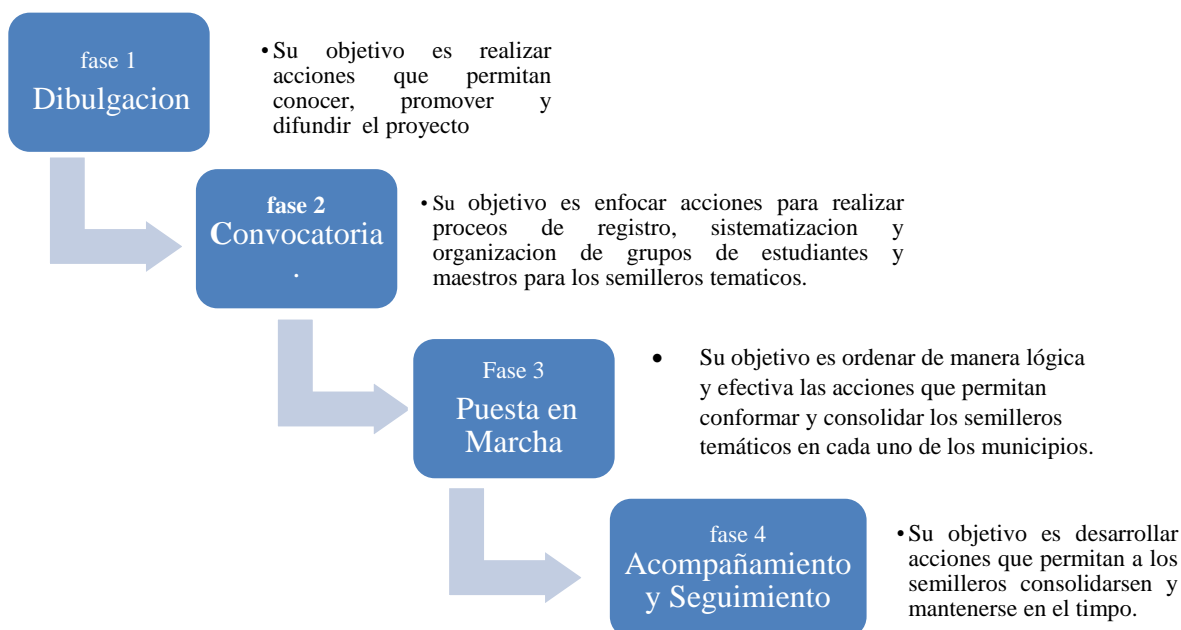 fase 1
Dibulgacion
• Su objetivo es realizar
acciones que permitan
conocer, promover y
difundir el proyecto
fase 2
Convocatoria
.
• Su objetivo es enfocar acciones para realizar
proceos de registro, sistematizacion y
organizacion de grupos de estudiantes y
maestros para los semilleros tematicos.
Fase 3
Puesta en
Marcha
• Su objetivo es ordenar de manera lógica
y efectiva las acciones que permitan
conformar y consolidar los semilleros
temáticos en cada uno de los municipios.
fase 4
Acompañamiento
y Seguimiento
• Su objetivo es desarrollar
acciones que permitan a los
semilleros consolidarsen y
mantenerse en el timpo.